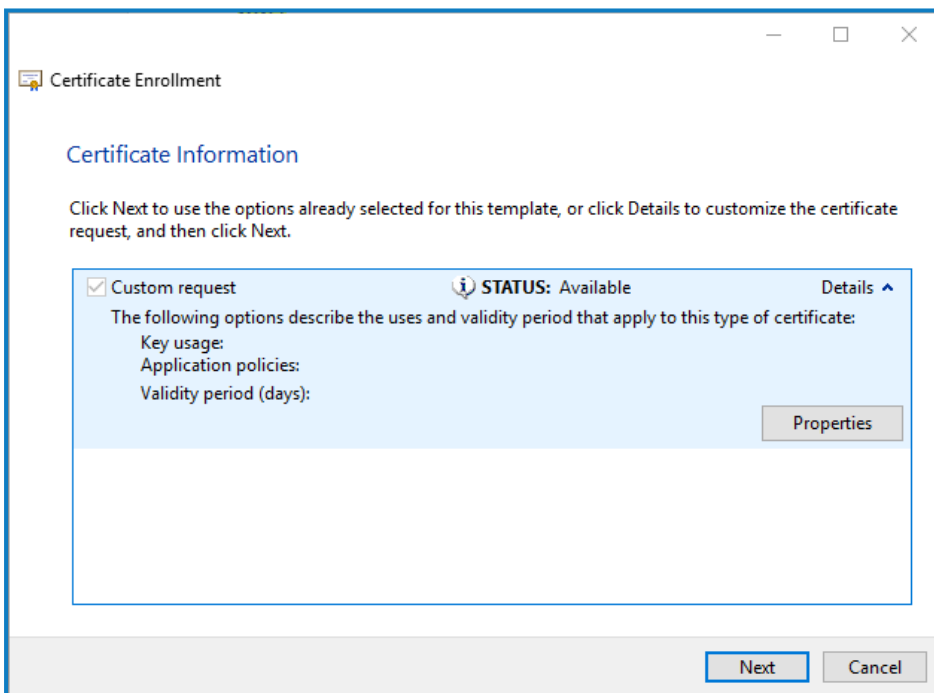 Certificate Enrollment
Certificate Information
Click Next to use the options already selected for this template, or click Details to customize the certificate
request, and then click Next.
Custom request STATUS: Available Details
The following options describe the uses and validity period that apply to this type of certificate:
Key usage:
Application policies:
Validity period (days):
Properties
Next Cancel